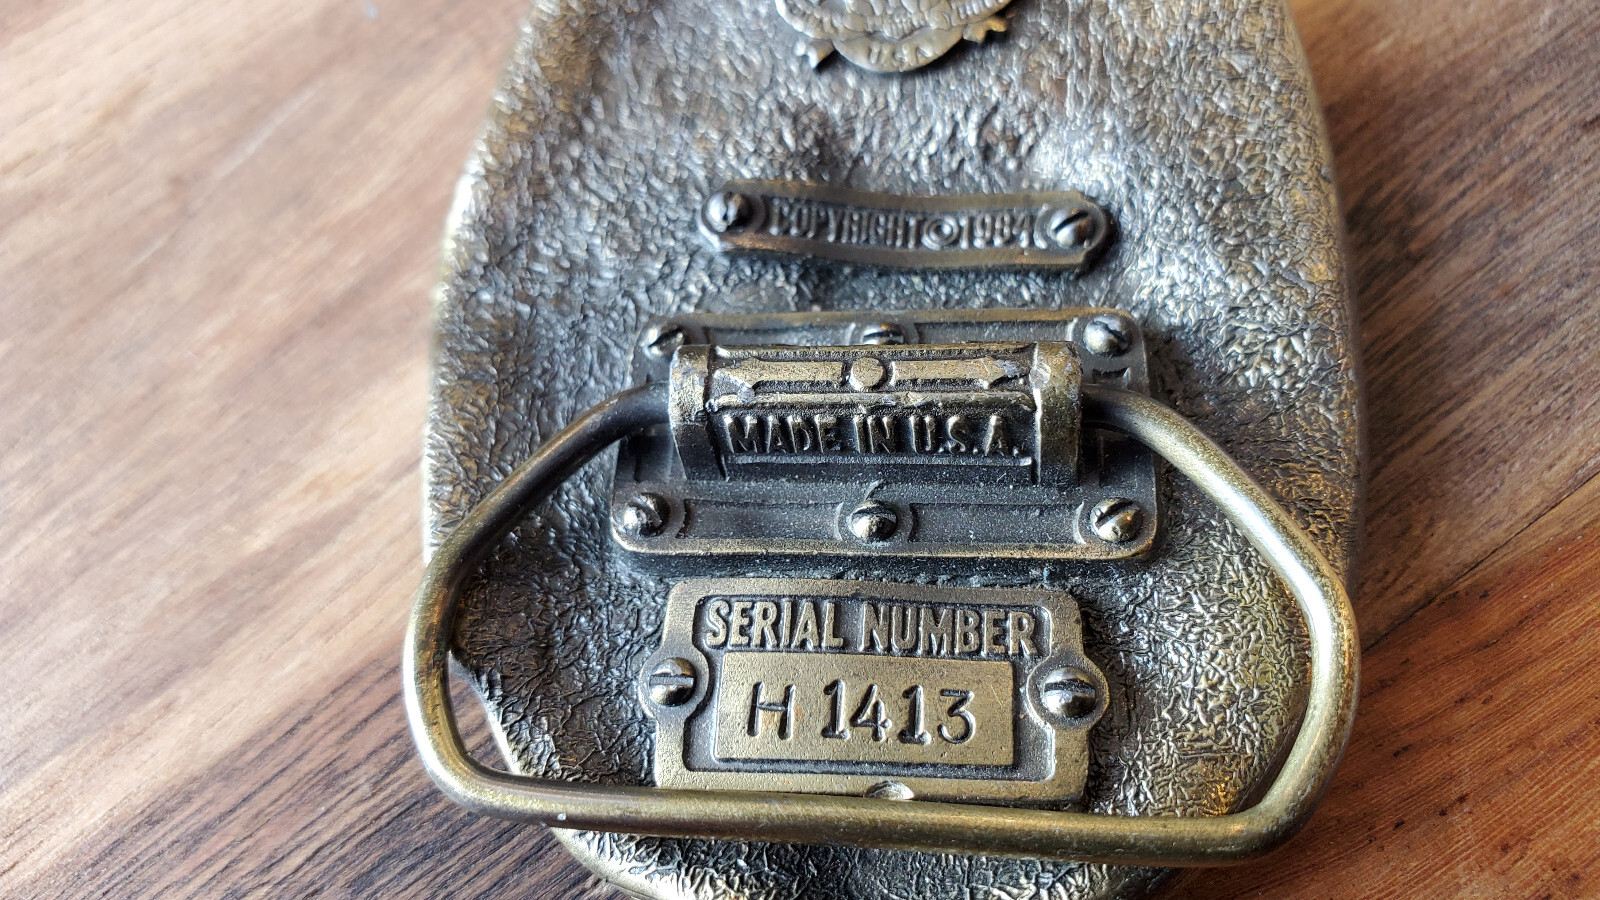 U.S.A.
COPYRIGHT © 1984
MADE IN U.S.A.
SERIAL NUMBER
H 1413